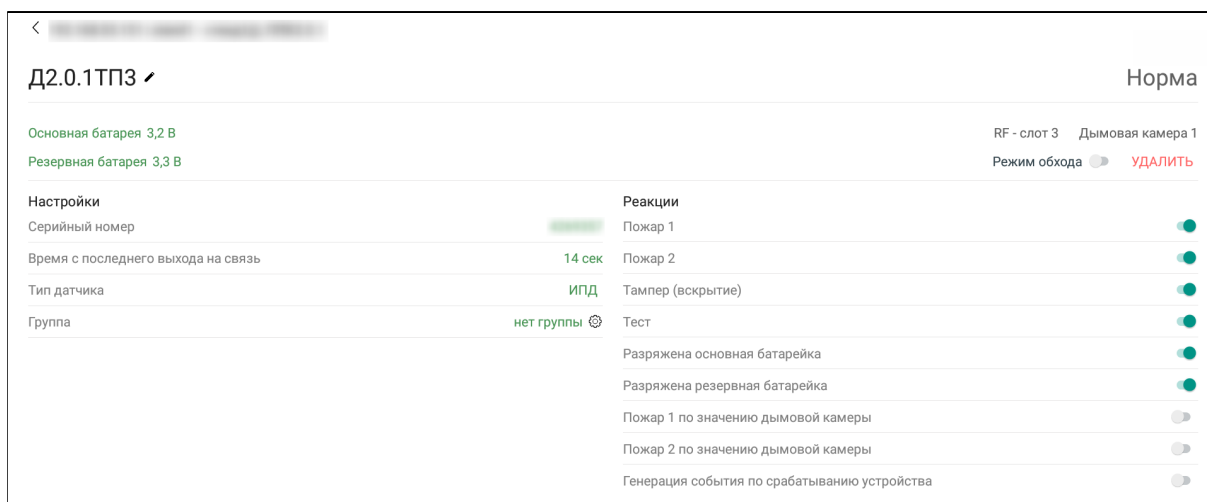 Д2.0.1ТП3
Норма
Основная батарея 3,2 В
RF - слот 3 Дымовая камера 1
Резервная батарея 3,3 В
Режим обхода УДАЛИТЬ
Настройки
Серийный номер
Время с последнего выхода на связь 14 сек
Тип датчика ИПД
Группа нет группы
Реакции
Пожар 1
Пожар 2
Тампер (вскрытие)
Тест
Разряжена основная батарейка
Разряжена резервная батарейка
Пожар 1 по значению дымовой камеры
Пожар 2 по значению дымовой камеры
Генерация события по срабатыванию устройства